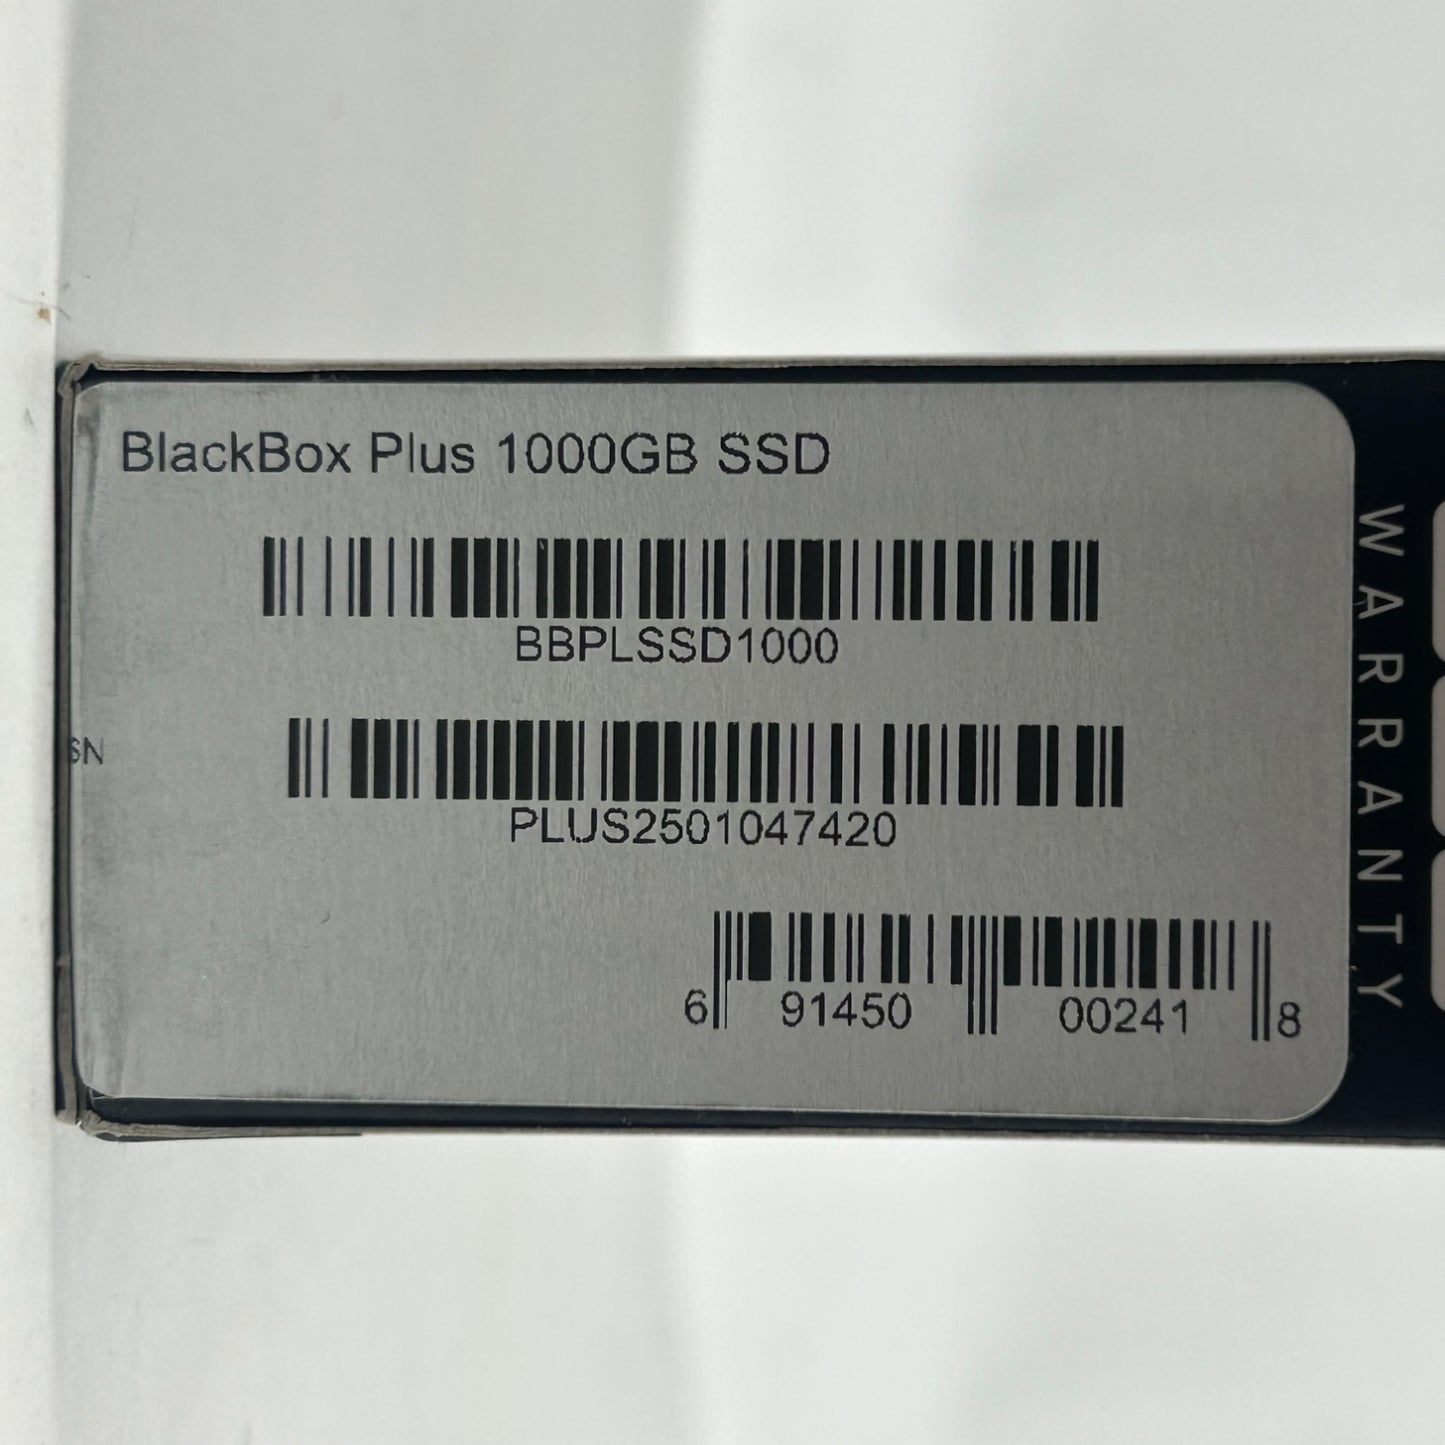 BlackBox Plus 1000GB SSD
BBPLSSD1000
SN
PLUS2501047420
6 91450 00241 8
WARRANTY